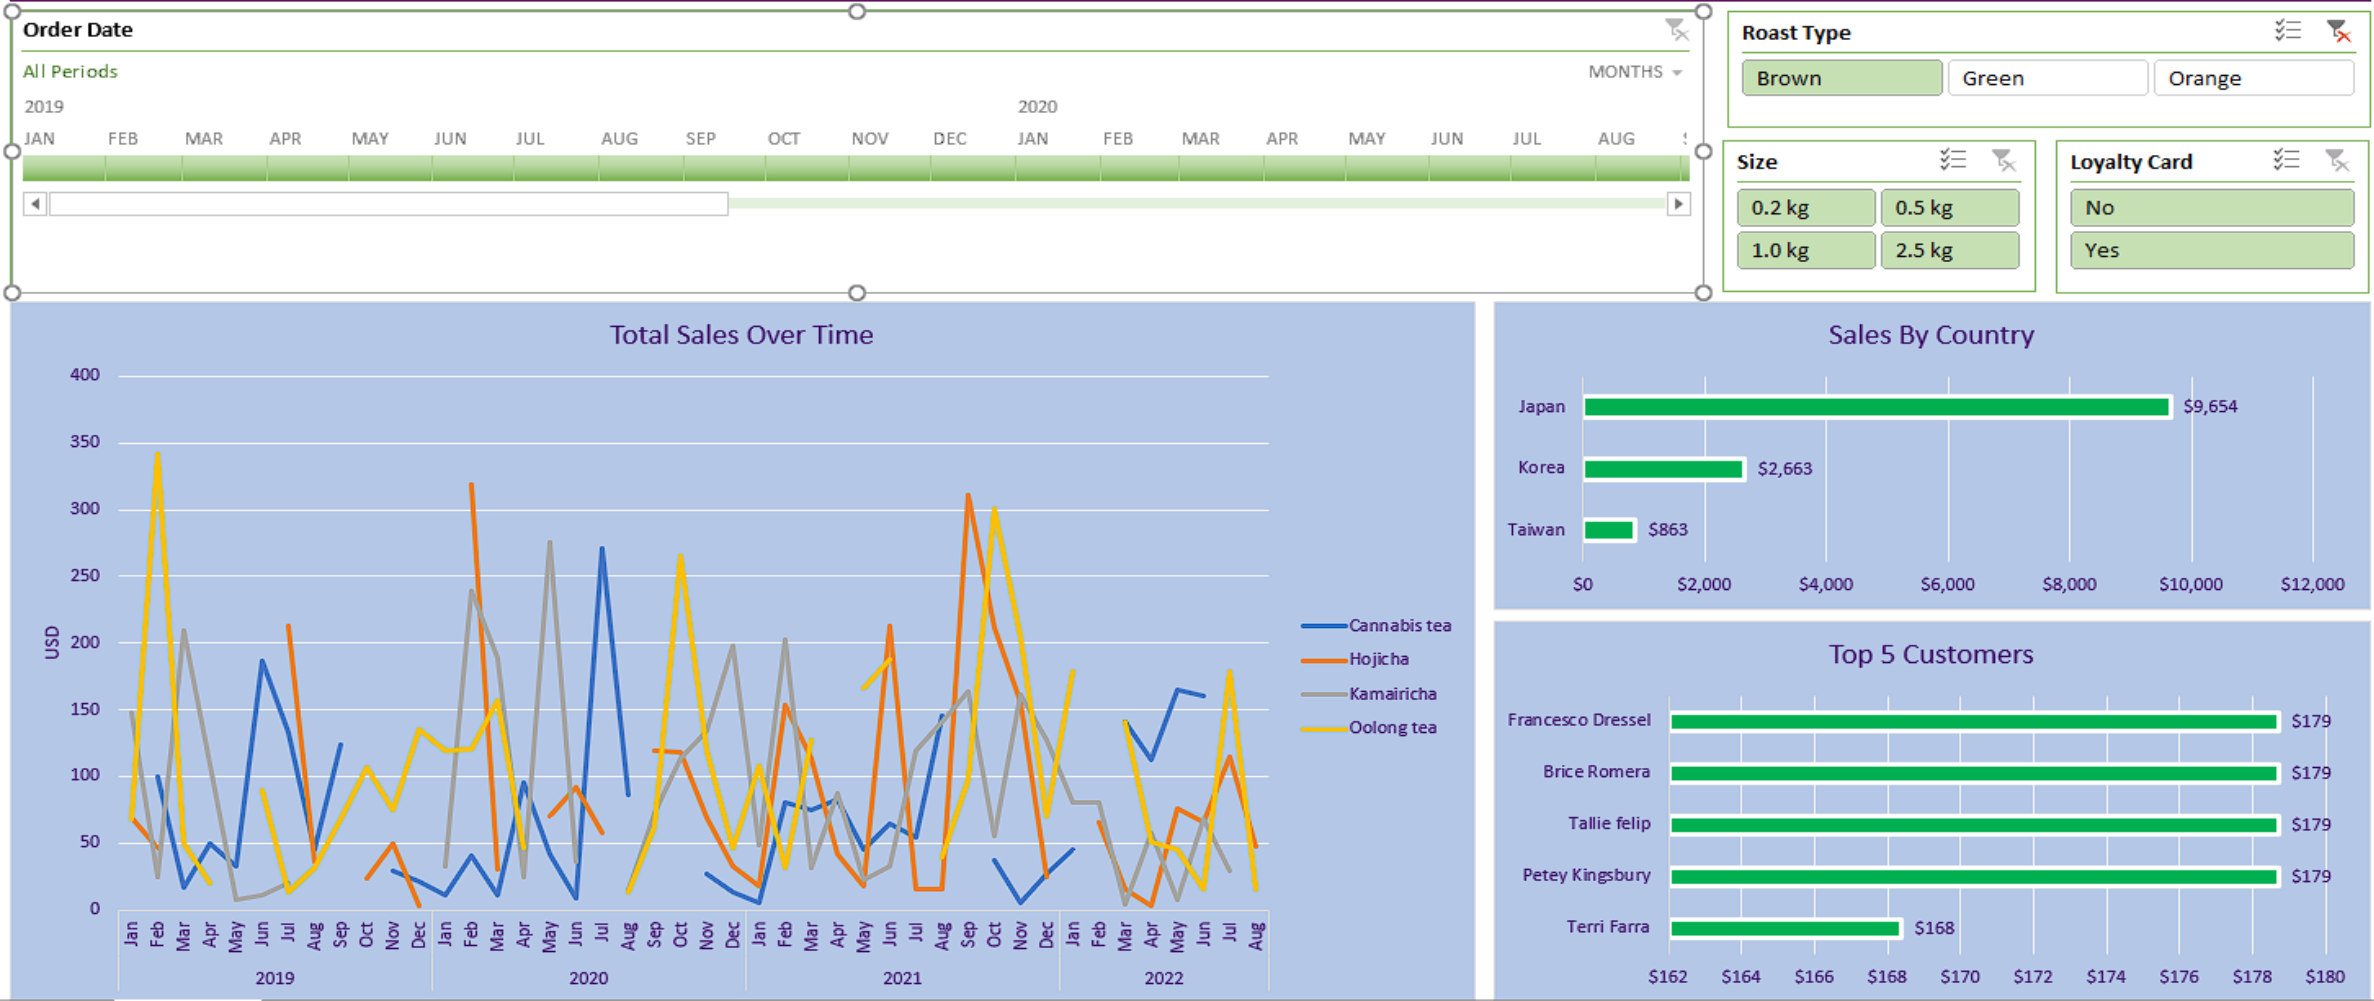 Order Date
All Periods
MONTHS
2019 2020
JAN FEB MAR APR MAY JUN JUL AUG SEP OCT NOV DEC JAN FEB MAR APR MAY JUN JUL AUG
Roast Type
Brown Green Orange
Size
0.2 kg 0.5 kg
1.0 kg 2.5 kg
Loyalty Card
No
Yes
Total Sales Over Time
400
350
300
250
200
150
100
50
0
USD
Jan Feb Mar Apr May Jun Jul Aug Sep Oct Nov Dec Jan Feb Mar Apr May Jun Jul Aug Sep Oct Nov Dec Jan Feb Mar Apr May Jun Jul Aug Sep Oct Nov Dec Jan Feb Mar Apr May Jun Jul Aug
2019 2020 2021 2022
Cannabis tea
Hojicha
Kamairicha
Oolong tea
Sales By Country
Japan $9,654
Korea $2,663
Taiwan $863
$0 $2,000 $4,000 $6,000 $8,000 $10,000 $12,000
Top 5 Customers
Francesco Dressel $179
Brice Romera $179
Tallie felip $179
Petey Kingsbury $179
Terri Farra $168
$162 $164 $166 $168 $170 $172 $174 $176 $178 $180